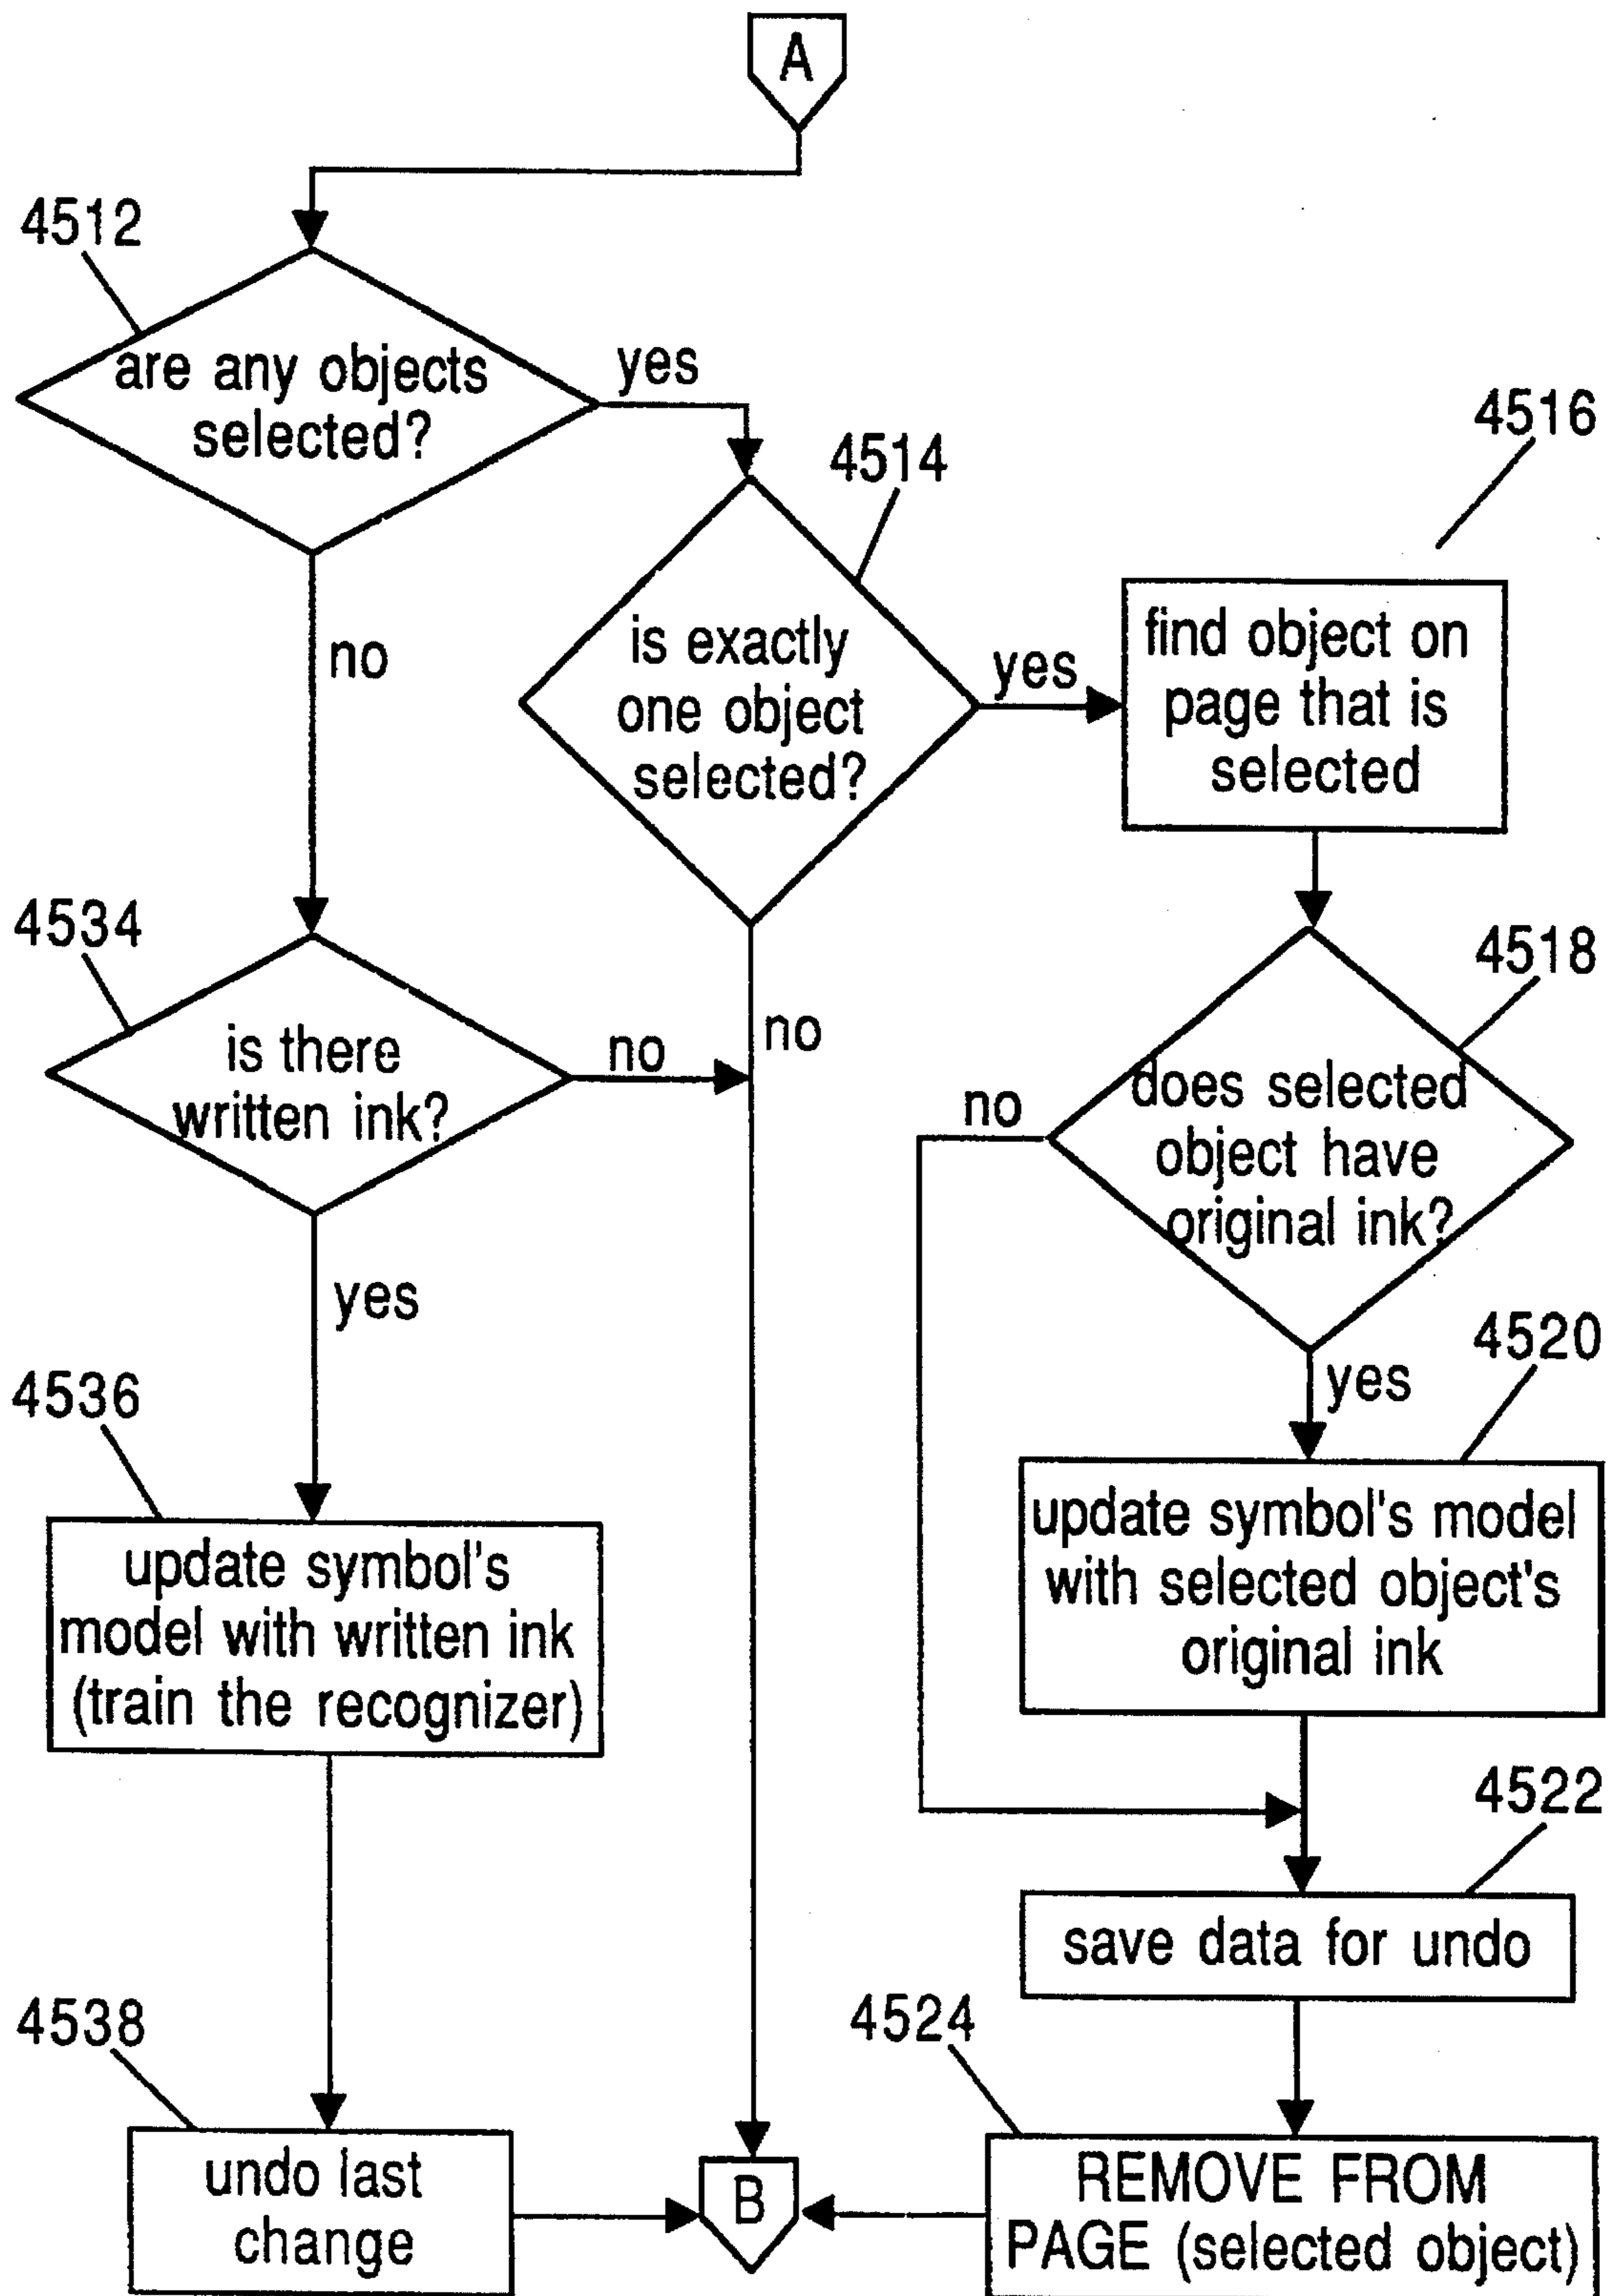 A
4512
are any objects
selected?
yes
4514
4516
no
is exactly
one object
selected?
yes
find object on
page that is
selected
4534
is there
written ink?
no
no
4518
does selected
object have
original ink?
no
yes
4536
update symbol's
model with written ink
(train the recognizer)
yes
4520
update symbol's model
with selected object's
original ink
4522
save data for undo
4538
undo last
change
B
4524
REMOVE FROM
PAGE (selected object)